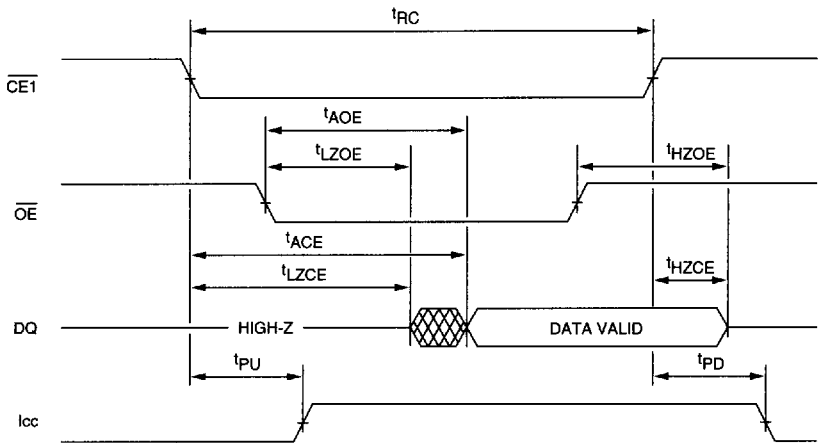 tRC
CE1
tAOE
tLZOE
tHZOE
OE
tACE
tLZCE
tHZCE
DQ
HIGH-Z
DATA VALID
tPU
tPD
Icc